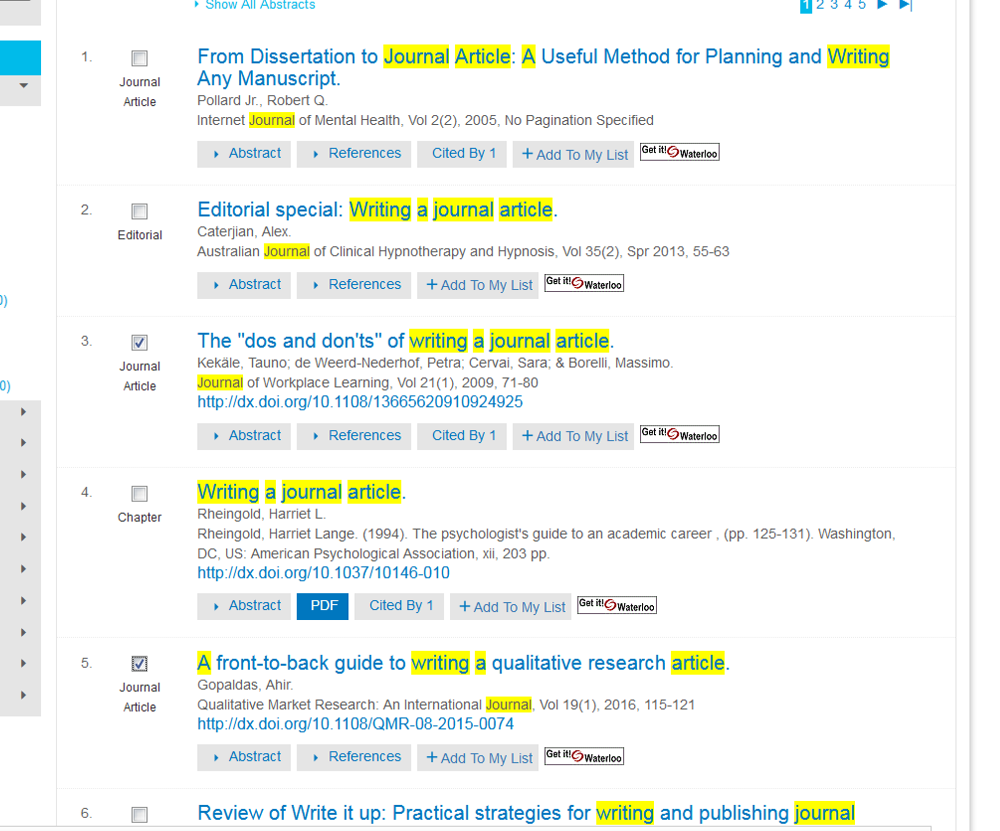 Show All Abstracts
1 2 3 4 5
1.
Journal
Article
From Dissertation to Journal Article: A Useful Method for Planning and Writing
Any Manuscript.
Pollard Jr., Robert Q.
Internet Journal of Mental Health, Vol 2(2), 2005, No Pagination Specified
Abstract References Cited By 1 + Add To My List Get it! Waterloo
2.
Editorial
Editorial special: Writing a journal article.
Caterjian, Alex.
Australian Journal of Clinical Hypnotherapy and Hypnosis, Vol 35(2), Spr 2013, 55-63
Abstract References + Add To My List Get it! Waterloo
0)
3.
Journal
Article
The "dos and don'ts" of writing a journal article.
Kekäle, Tauno; de Weerd-Nederhof, Petra; Cervai, Sara; & Borelli, Massimo.
Journal of Workplace Learning, Vol 21(1), 2009, 71-80
http://dx.doi.org/10.1108/13665620910924925
Abstract References Cited By 1 + Add To My List Get it! Waterloo
0)
4.
Chapter
Writing a journal article.
Rheingold, Harriet L.
Rheingold, Harriet Lange. (1994). The psychologist's guide to an academic career , (pp. 125-131). Washington,
DC, US: American Psychological Association, xii, 203 pp.
http://dx.doi.org/10.1037/10146-010
Abstract PDF Cited By 1 + Add To My List Get it! Waterloo
5.
Journal
Article
A front-to-back guide to writing a qualitative research article.
Gopaldas, Ahir.
Qualitative Market Research: An International Journal, Vol 19(1), 2016, 115-121
http://dx.doi.org/10.1108/QMR-08-2015-0074
Abstract References + Add To My List Get it! Waterloo
6.
Review of Write it up: Practical strategies for writing and publishing journal